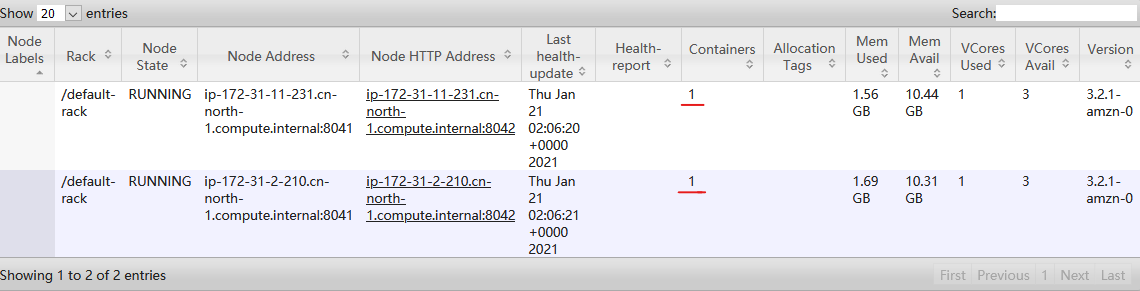 Show 20 entries Search:
Node Labels Rack Node State Node Address Node HTTP Address Last health-update Health-report Containers Allocation Tags Mem Used Mem Avail VCores Used VCores Avail Version
/default- RUNNING ip-172-31-11-231.cn- ip-172-31-11-231.cn- Thu Jan 1 1.56 10.44 1 3 3.2.1-
rack north- north- 21 GB GB amzn-0
1.compute.internal:8041 1.compute.internal:8042 02:06:20
+0000
2021
/default- RUNNING ip-172-31-2-210.cn- ip-172-31-2-210.cn- Thu Jan 1 1.69 10.31 1 3 3.2.1-
rack north- north- 21 GB GB amzn-0
1.compute.internal:8041 1.compute.internal:8042 02:06:21
+0000
2021
Showing 1 to 2 of 2 entries First Previous 1 Next Last